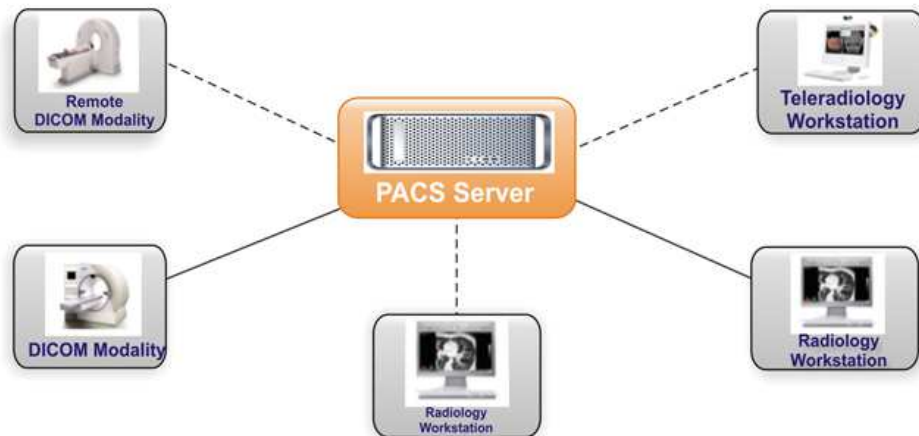 Remote
DICOM Modality
Teleradiology
Workstation
PACS Server
DICOM Modality
Radiology
Workstation
Radiology
Workstation